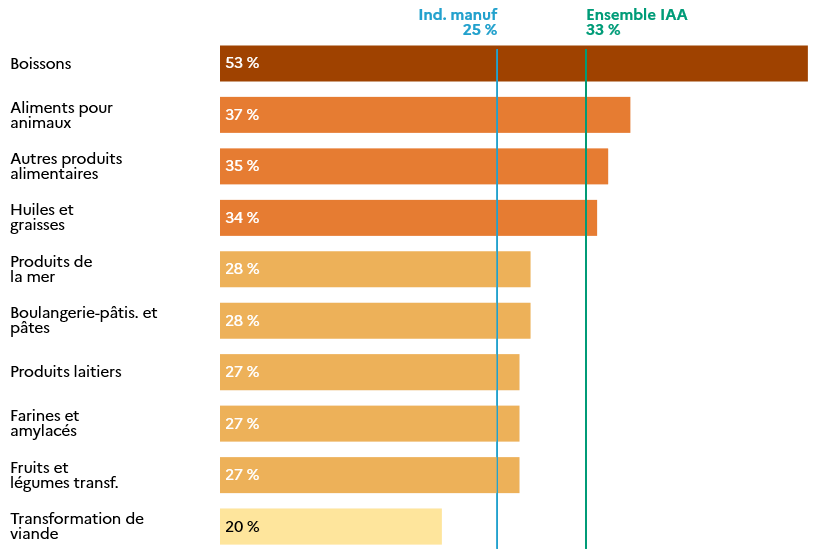 Ind. manuf
25 %
Ensemble IAA
33 %
Boissons
53 %
Aliments pour
animaux
37 %
Autres produits
alimentaires
35 %
Huiles et
graisses
34 %
Produits de
la mer
28 %
Boulangerie-pâtis. et
pâtes
28 %
Produits laitiers
27 %
Farines et
amylacés
27 %
Fruits et
légumes transf.
27 %
Transformation de
viande
20 %